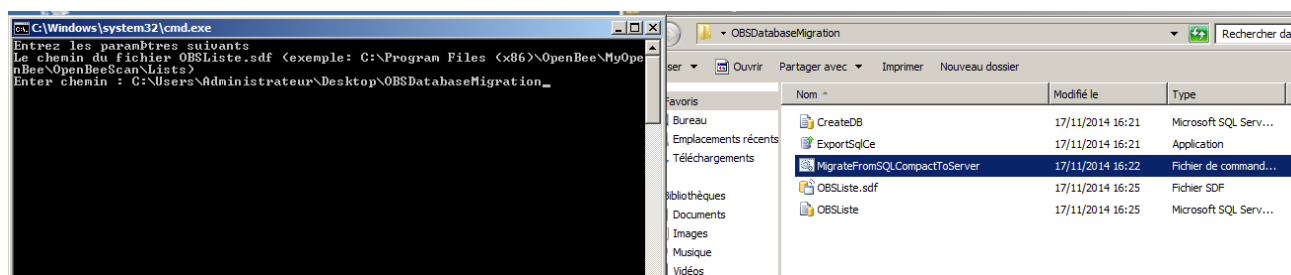 C:\Windows\system32\cmd.exe
Entrez les paramÞtres suivants
Le chemin du fichier OBSListe.sdf (exemple: C:\Program Files (x86)\OpenBee\MyOpe
nBee\OpenBeeScan\Lists)
Enter chemin : C:\Users\Administrateur\Desktop\OBSDatabaseMigration_
OBSDatabaseMigration
Rechercher da
ser
Ouvrir
Partager avec
Imprimer
Nouveau dossier
Favoris
Bureau
Emplacements récents
Téléchargements
Bibliothèques
Documents
Images
Musique
Vidéos
Nom Modifié le Type
CreateDB 17/11/2014 16:21 Microsoft SQL Serv...
ExportSqlCe 17/11/2014 16:21 Application
MigrateFromSQLCompactToServer 17/11/2014 16:22 Fichier de command...
OBSListe.sdf 17/11/2014 16:25 Fichier SDF
OBSListe 17/11/2014 16:25 Microsoft SQL Serv...